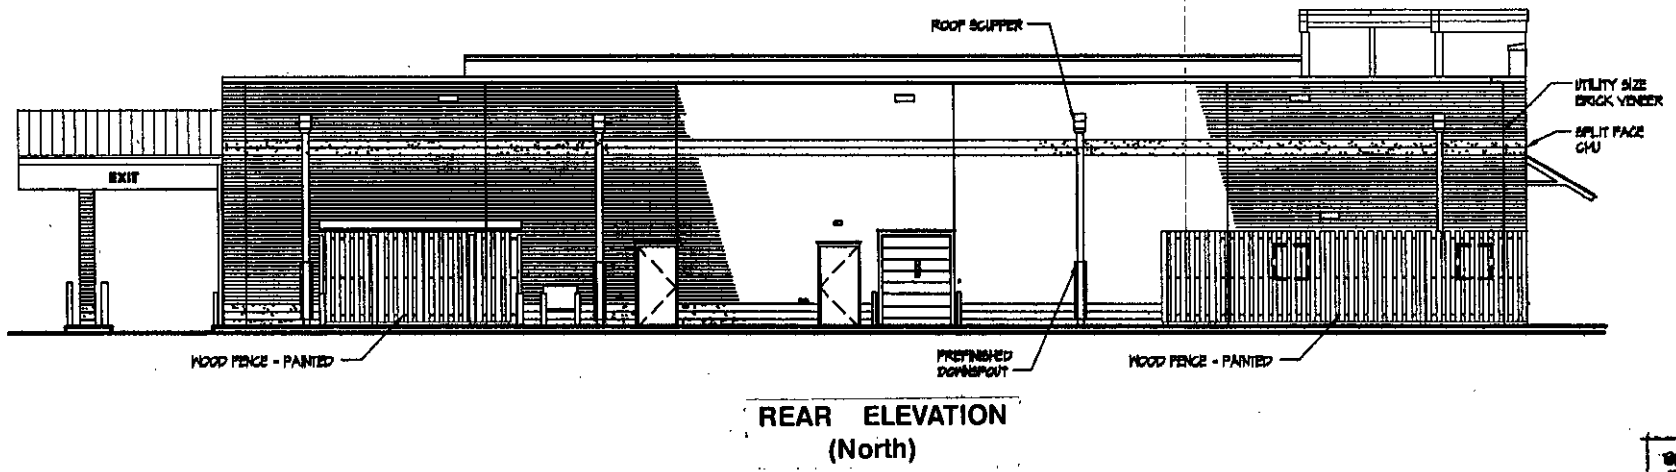 ROOF SCUPPER
UTILITY SIZE
BRICK VENEER
SPLIT FACE
CMU
EXIT
WOOD FENCE - PAINTED
PREFINISHED
DOWNSPOUT
WOOD FENCE - PAINTED
REAR ELEVATION
(North)